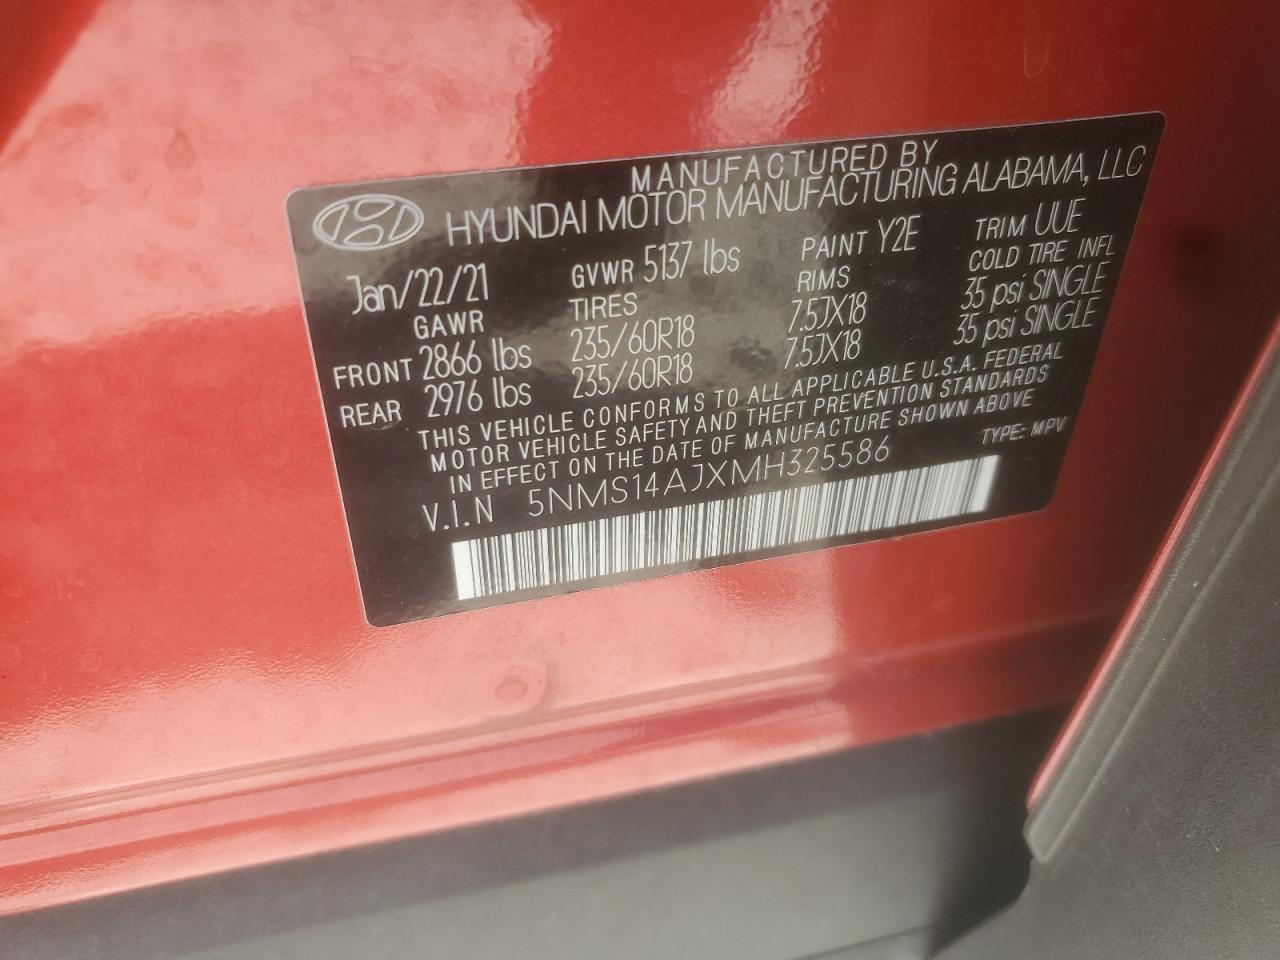 MANUFACTURED BY
HYUNDAI MOTOR MANUFACTURING ALABAMA, LLC
Jan/22/21 GVWR 5137 lbs PAINT Y2E TRIM UUE
GAWR TIRES RIMS COLD TIRE INFL
FRONT 2866 lbs 235/60R18 7.5JX18 35 psi SINGLE
REAR 2976 lbs 235/60R18 7.5JX18 35 psi SINGLE
THIS VEHICLE CONFORMS TO ALL APPLICABLE U.S.A. FEDERAL
MOTOR VEHICLE SAFETY AND THEFT PREVENTION STANDARDS
IN EFFECT ON THE DATE OF MANUFACTURE SHOWN ABOVE
V.I.N 5NMS14AJXMH325586 TYPE: MPV